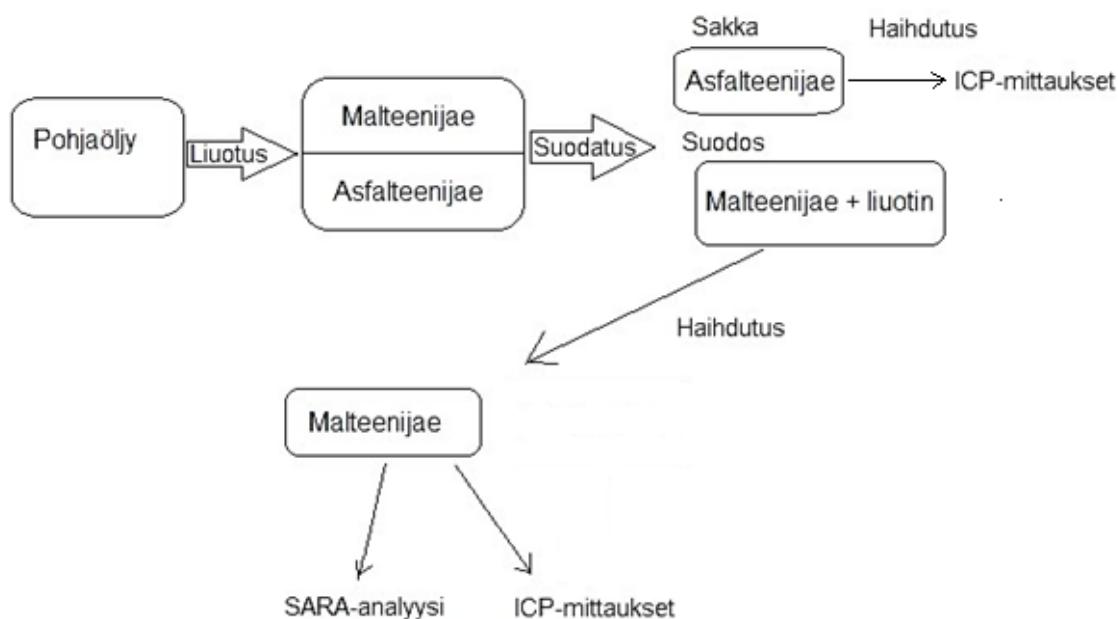 Sakka
Haihdutus
Asfalteenijae
ICP-mittaukset
Pohjaöljy
Liuotus
Malteenijae
Asfalteenijae
Suodatus
Suodos
Malteenijae + liuotin
Haihdutus
Malteenijae
SARA-analyysi
ICP-mittaukset